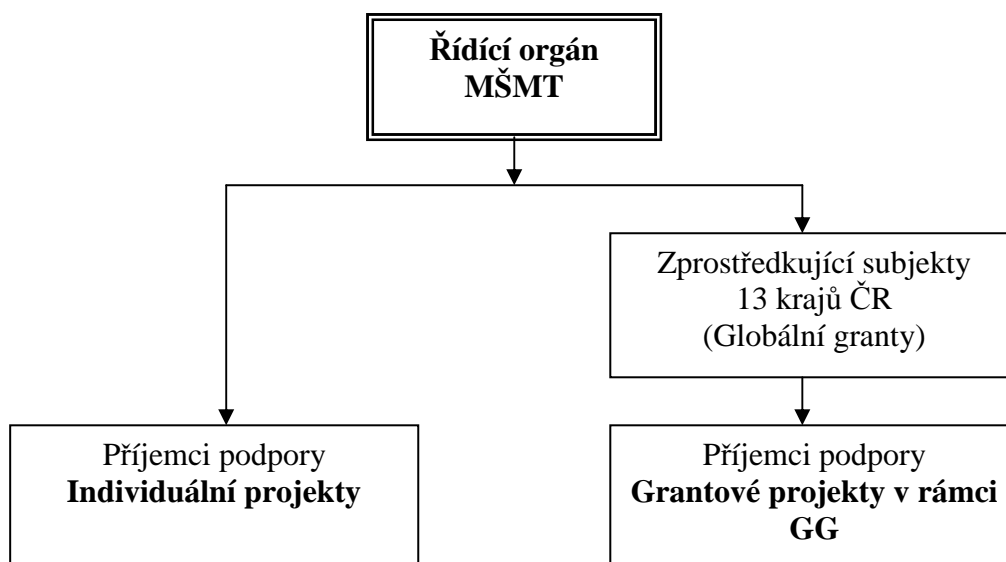 Řídící orgán
MŠMT
Zprostředkující subjekty
13 krajů ČR
(Globální granty)
Příjemci podpory
Individuální projekty
Příjemci podpory
Grantové projekty v rámci
GG